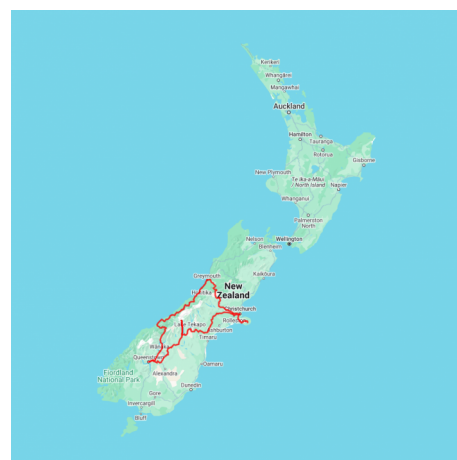 Kerikeri
Whangārei
Mangawhai
Auckland
Hamilton
Tauranga
Rotorua
Gisborne
New Plymouth
Te Ika-a-Māui
/ North Island
Napier
Whanganui
Palmerston
North
Nelson
Wellington
Blenheim
Kaikōura
Greymouth
Hokitika
New
Zealand
Christchurch
Rolleston
Lake Tekapo
Ashburton
Timaru
Wānaka
Queenstown
Oamaru
Fiordland
National Park
Alexandra
Dunedin
Gore
Invercargill
Bluff